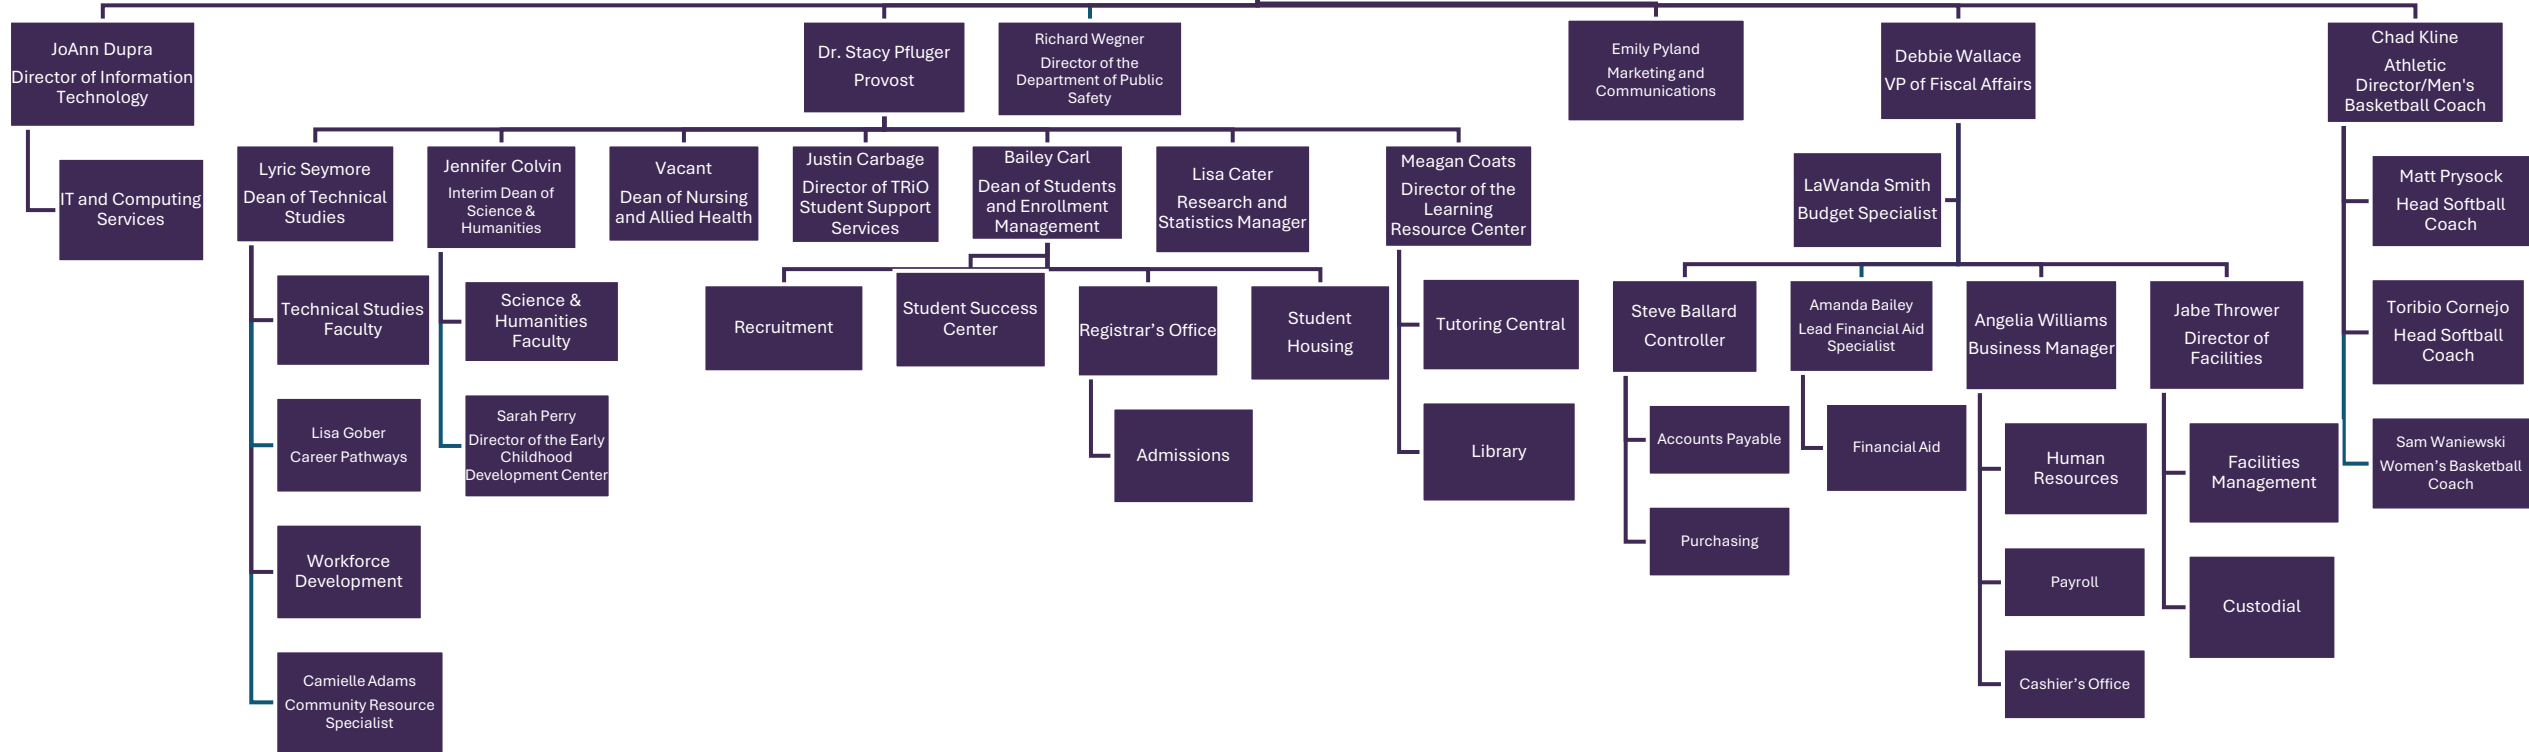 JoAnn Dupra
Director of Information
Technology
Dr. Stacy Pfluger
Provost
Richard Wegner
Director of the
Department of Public
Safety
Emily Pyland
Marketing and
Communications
Debbie Wallace
VP of Fiscal Affairs
Chad Kline
Athletic
Director/Men's
Basketball Coach
IT and Computing
Services
Lyric Seymore
Dean of Technical
Studies
Jennifer Colvin
Interim Dean of
Science &
Humanities
Vacant
Dean of Nursing
and Allied Health
Justin Carbage
Director of TRiO
Student Support
Services
Bailey Carl
Dean of Students
and Enrollment
Management
Lisa Cater
Research and
Statistics Manager
Meagan Coats
Director of the
Learning
Resource Center
LaWanda Smith
Budget Specialist
Matt Prysock
Head Softball
Coach
Technical Studies
Faculty
Science &
Humanities
Faculty
Recruitment
Student Success
Center
Registrar’s Office
Student
Housing
Tutoring Central
Steve Ballard
Controller
Amanda Bailey
Lead Financial Aid
Specialist
Angelia Williams
Business Manager
Jabe Thrower
Director of
Facilities
Toribio Cornejo
Head Softball
Coach
Lisa Gober
Career Pathways
Sarah Perry
Director of the Early
Childhood
Development Center
Admissions
Library
Accounts Payable
Financial Aid
Human
Resources
Facilities
Management
Sam Waniewski
Women’s Basketball
Coach
Workforce
Development
Purchasing
Payroll
Custodial
Camielle Adams
Community Resource
Specialist
Cashier’s Office